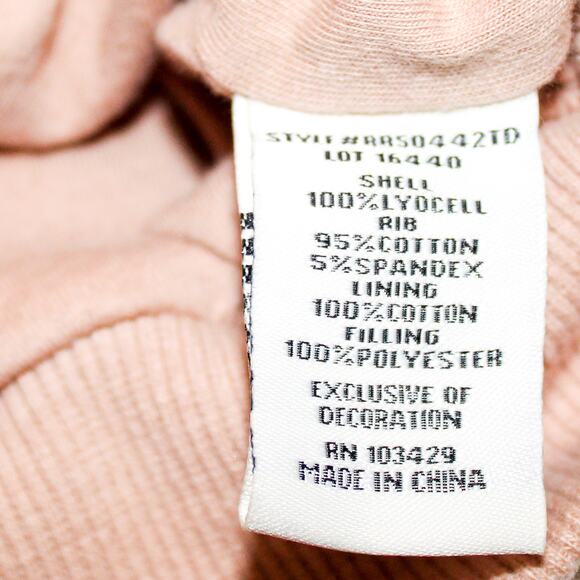 STYLE#RR50442TD
LOT 16440
SHELL
100%LYOCELL
RIB
95%COTTON
5%SPANDEX
LINING
100%COTTON
FILLING
100%POLYESTER
EXCLUSIVE OF
DECORATION
RN 103429
MADE IN CHINA